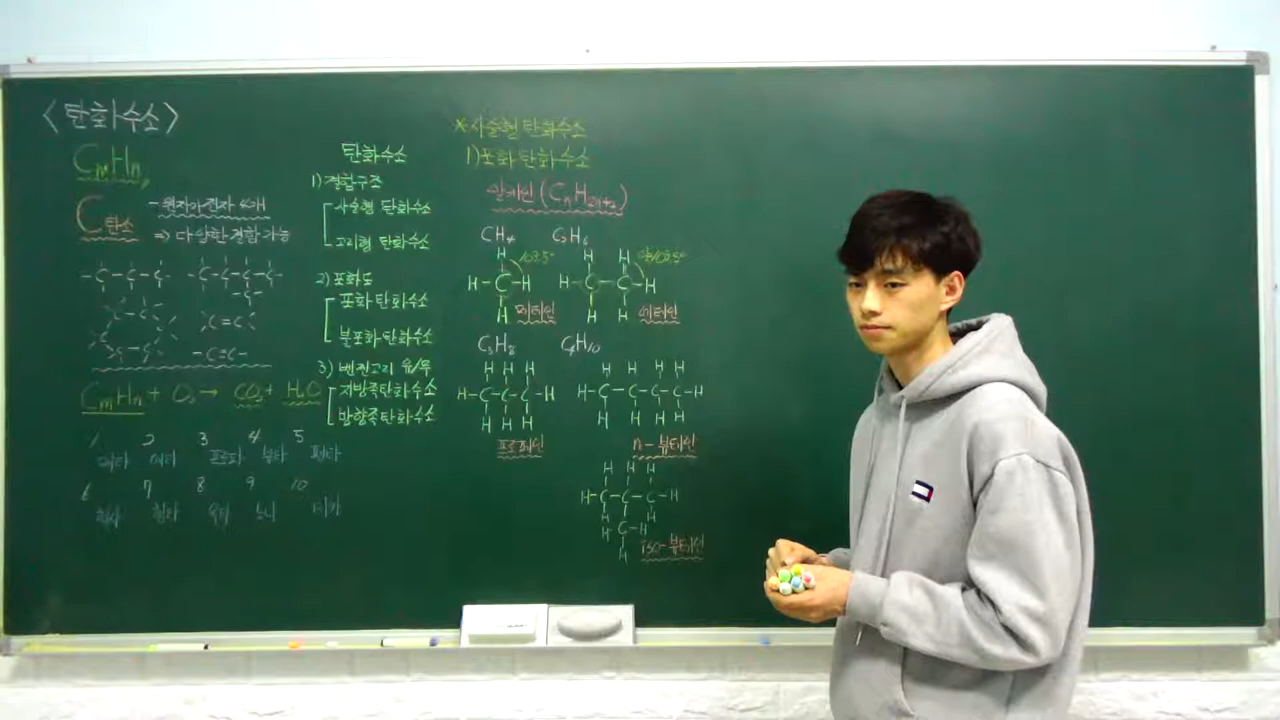 <탄화수소>
CmHn
C탄소
- 원자가전자 4개
⇒ 다양한 결합 가능
-C-C-C-
-C-C-C-C-
-C-
C=C
-C=C-
CmHn + O₂ → CO₂ + H₂O
1 2 3 4 5
메타 에타 프로파 뷰타 펜타
6 7 8 9 10
헥사 헵타 옥타 노나 데카
탄화수소
1) 결합구조
사슬형 탄화수소
고리형 탄화수소
2) 포화도
포화 탄화수소
불포화 탄화수소
3) 벤젠고리 유/무
지방족탄화수소
방향족탄화수소
*사슬형 탄화수소
1)포화 탄화수소
알케인 (CnH2n+2)
CH₄ C₂H₆
H H H
H-C-H H-C-C-H
H H H
메테인 에테인
C₃H₈ C₄H₁₀
H H H H H H H
H-C-C-C-H H-C-C-C-C-H
H H H H H H H
프로페인 n-뷰테인
H H H
H-C-C-C-H
H H
H-C-H
H
iso-뷰테인